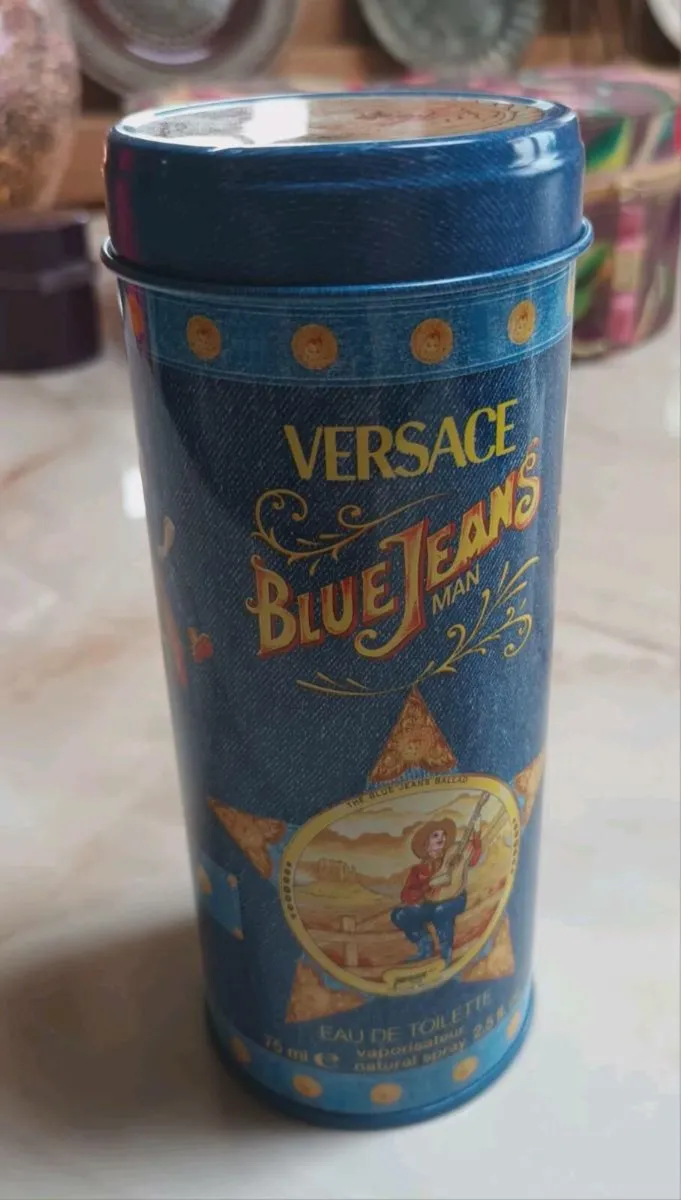 VERSACE
BLUE JEANS
MAN
THE BLUE JEANS BALLAD
EAU DE TOILETTE
75 ml e vaporisateur 2.5 fl.
natural spray